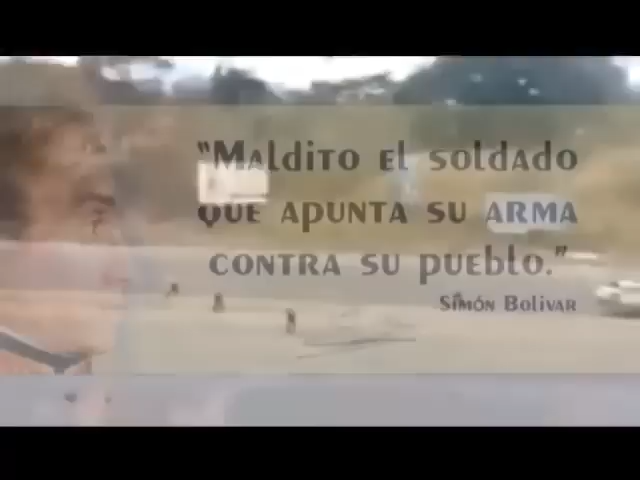 "Maldito el soldado
que apunta su arma
contra su pueblo."
Simón Bolivar